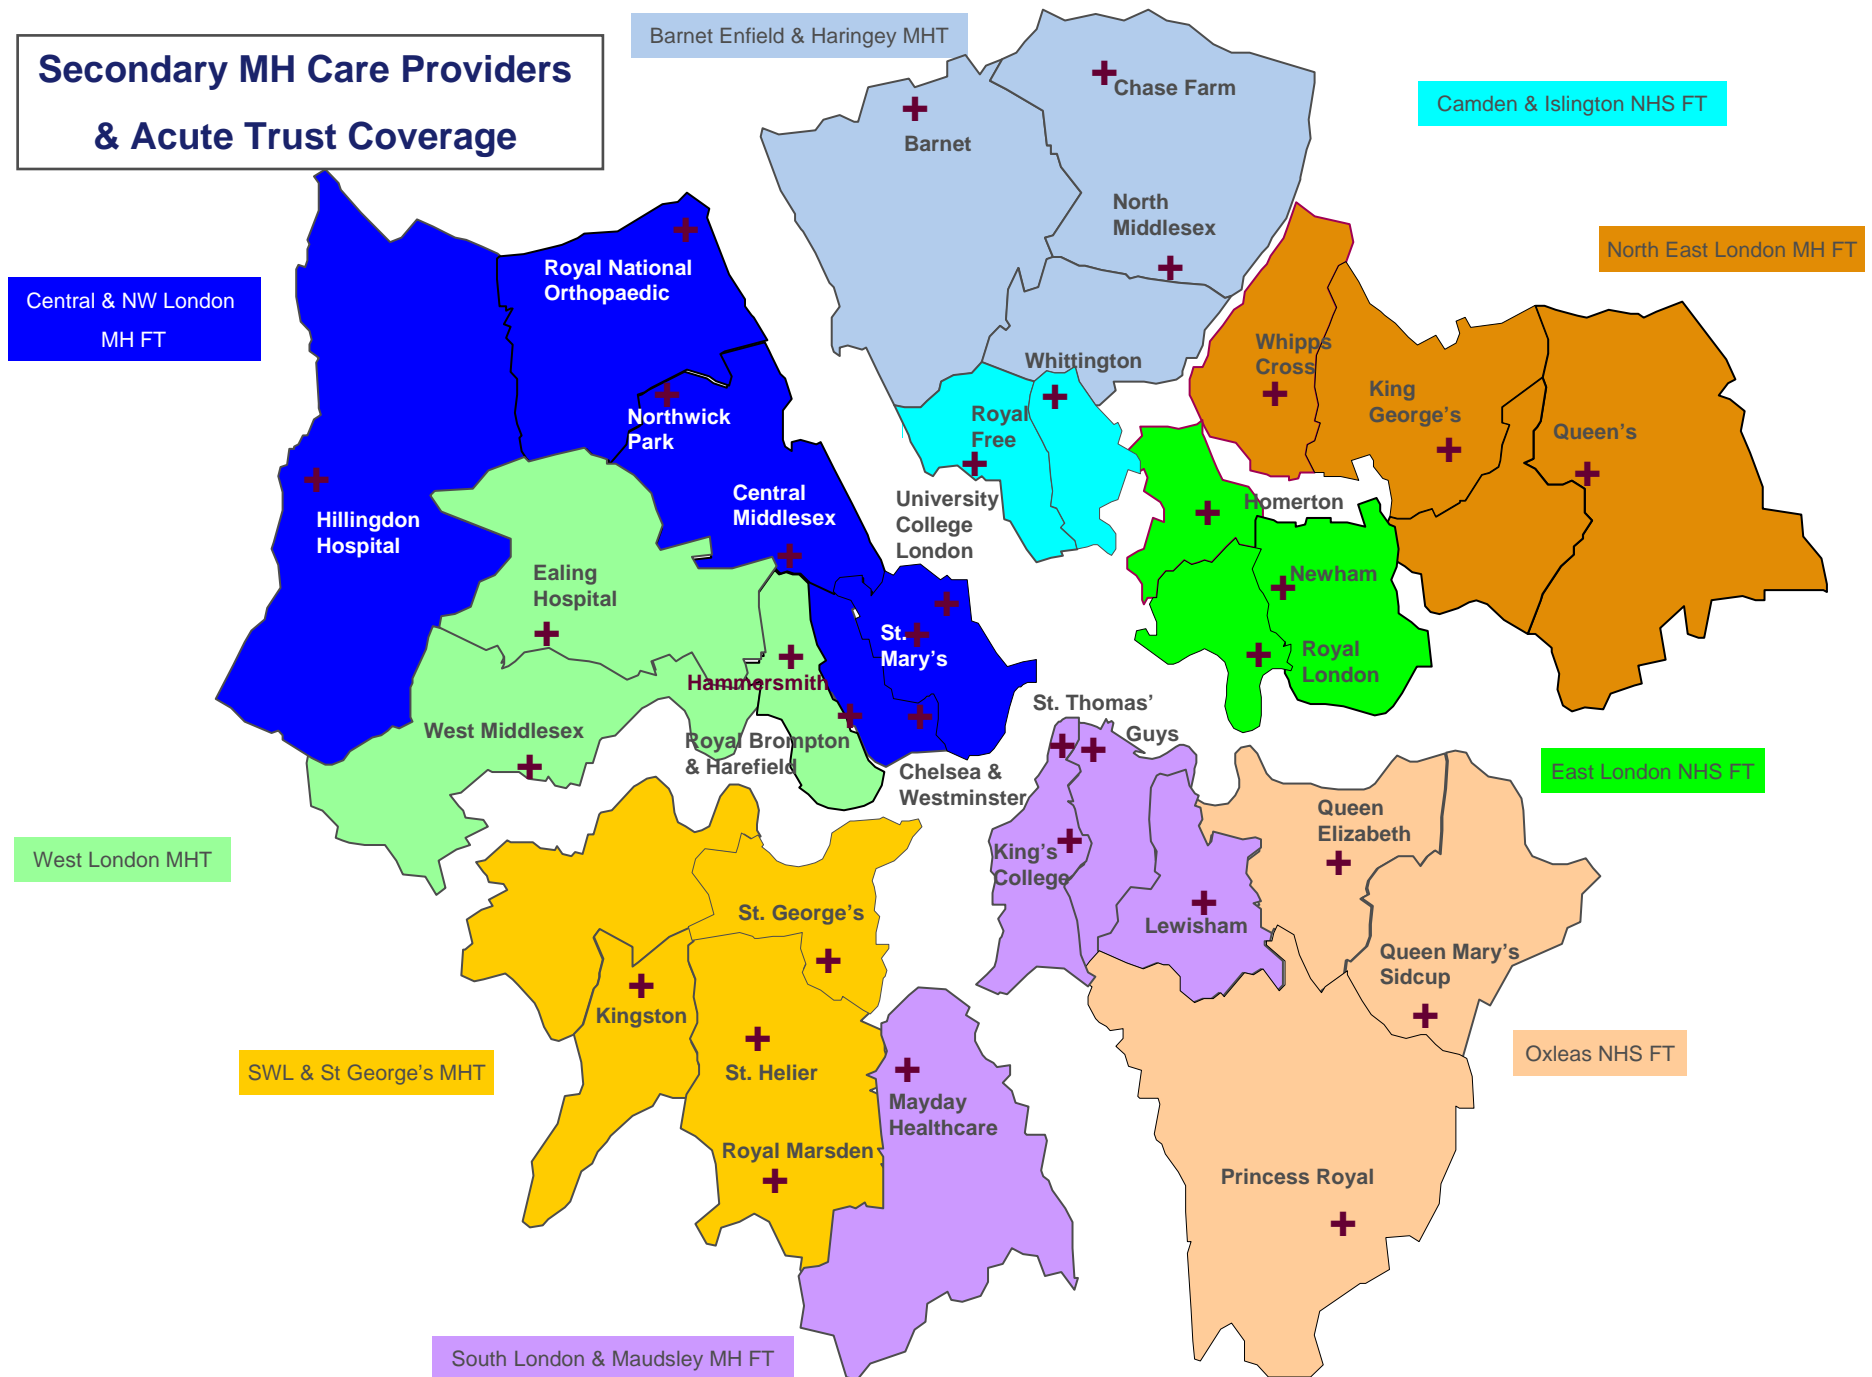 Secondary MH Care Providers
& Acute Trust Coverage
Barnet Enfield & Haringey MHT
Camden & Islington NHS FT
Chase Farm
Barnet
North
Middlesex
North East London MH FT
Central & NW London
MH FT
Royal National
Orthopaedic
Whipps
Cross
Whittington
King
George's
Queen's
Northwick
Park
Royal
Free
Central
Middlesex
University
College
London
Homerton
Hillingdon
Hospital
Ealing
Hospital
Newham
St.
Mary's
Royal
London
Hammersmith
St. Thomas'
Guys
West Middlesex
Royal Brompton
& Harefield
Chelsea &
Westminster
East London NHS FT
Queen
Elizabeth
West London MHT
King's
College
St. George's
Lewisham
Queen Mary's
Sidcup
Kingston
SWL & St George's MHT
St. Helier
Oxleas NHS FT
Mayday
Healthcare
Royal Marsden
Princess Royal
South London & Maudsley MH FT